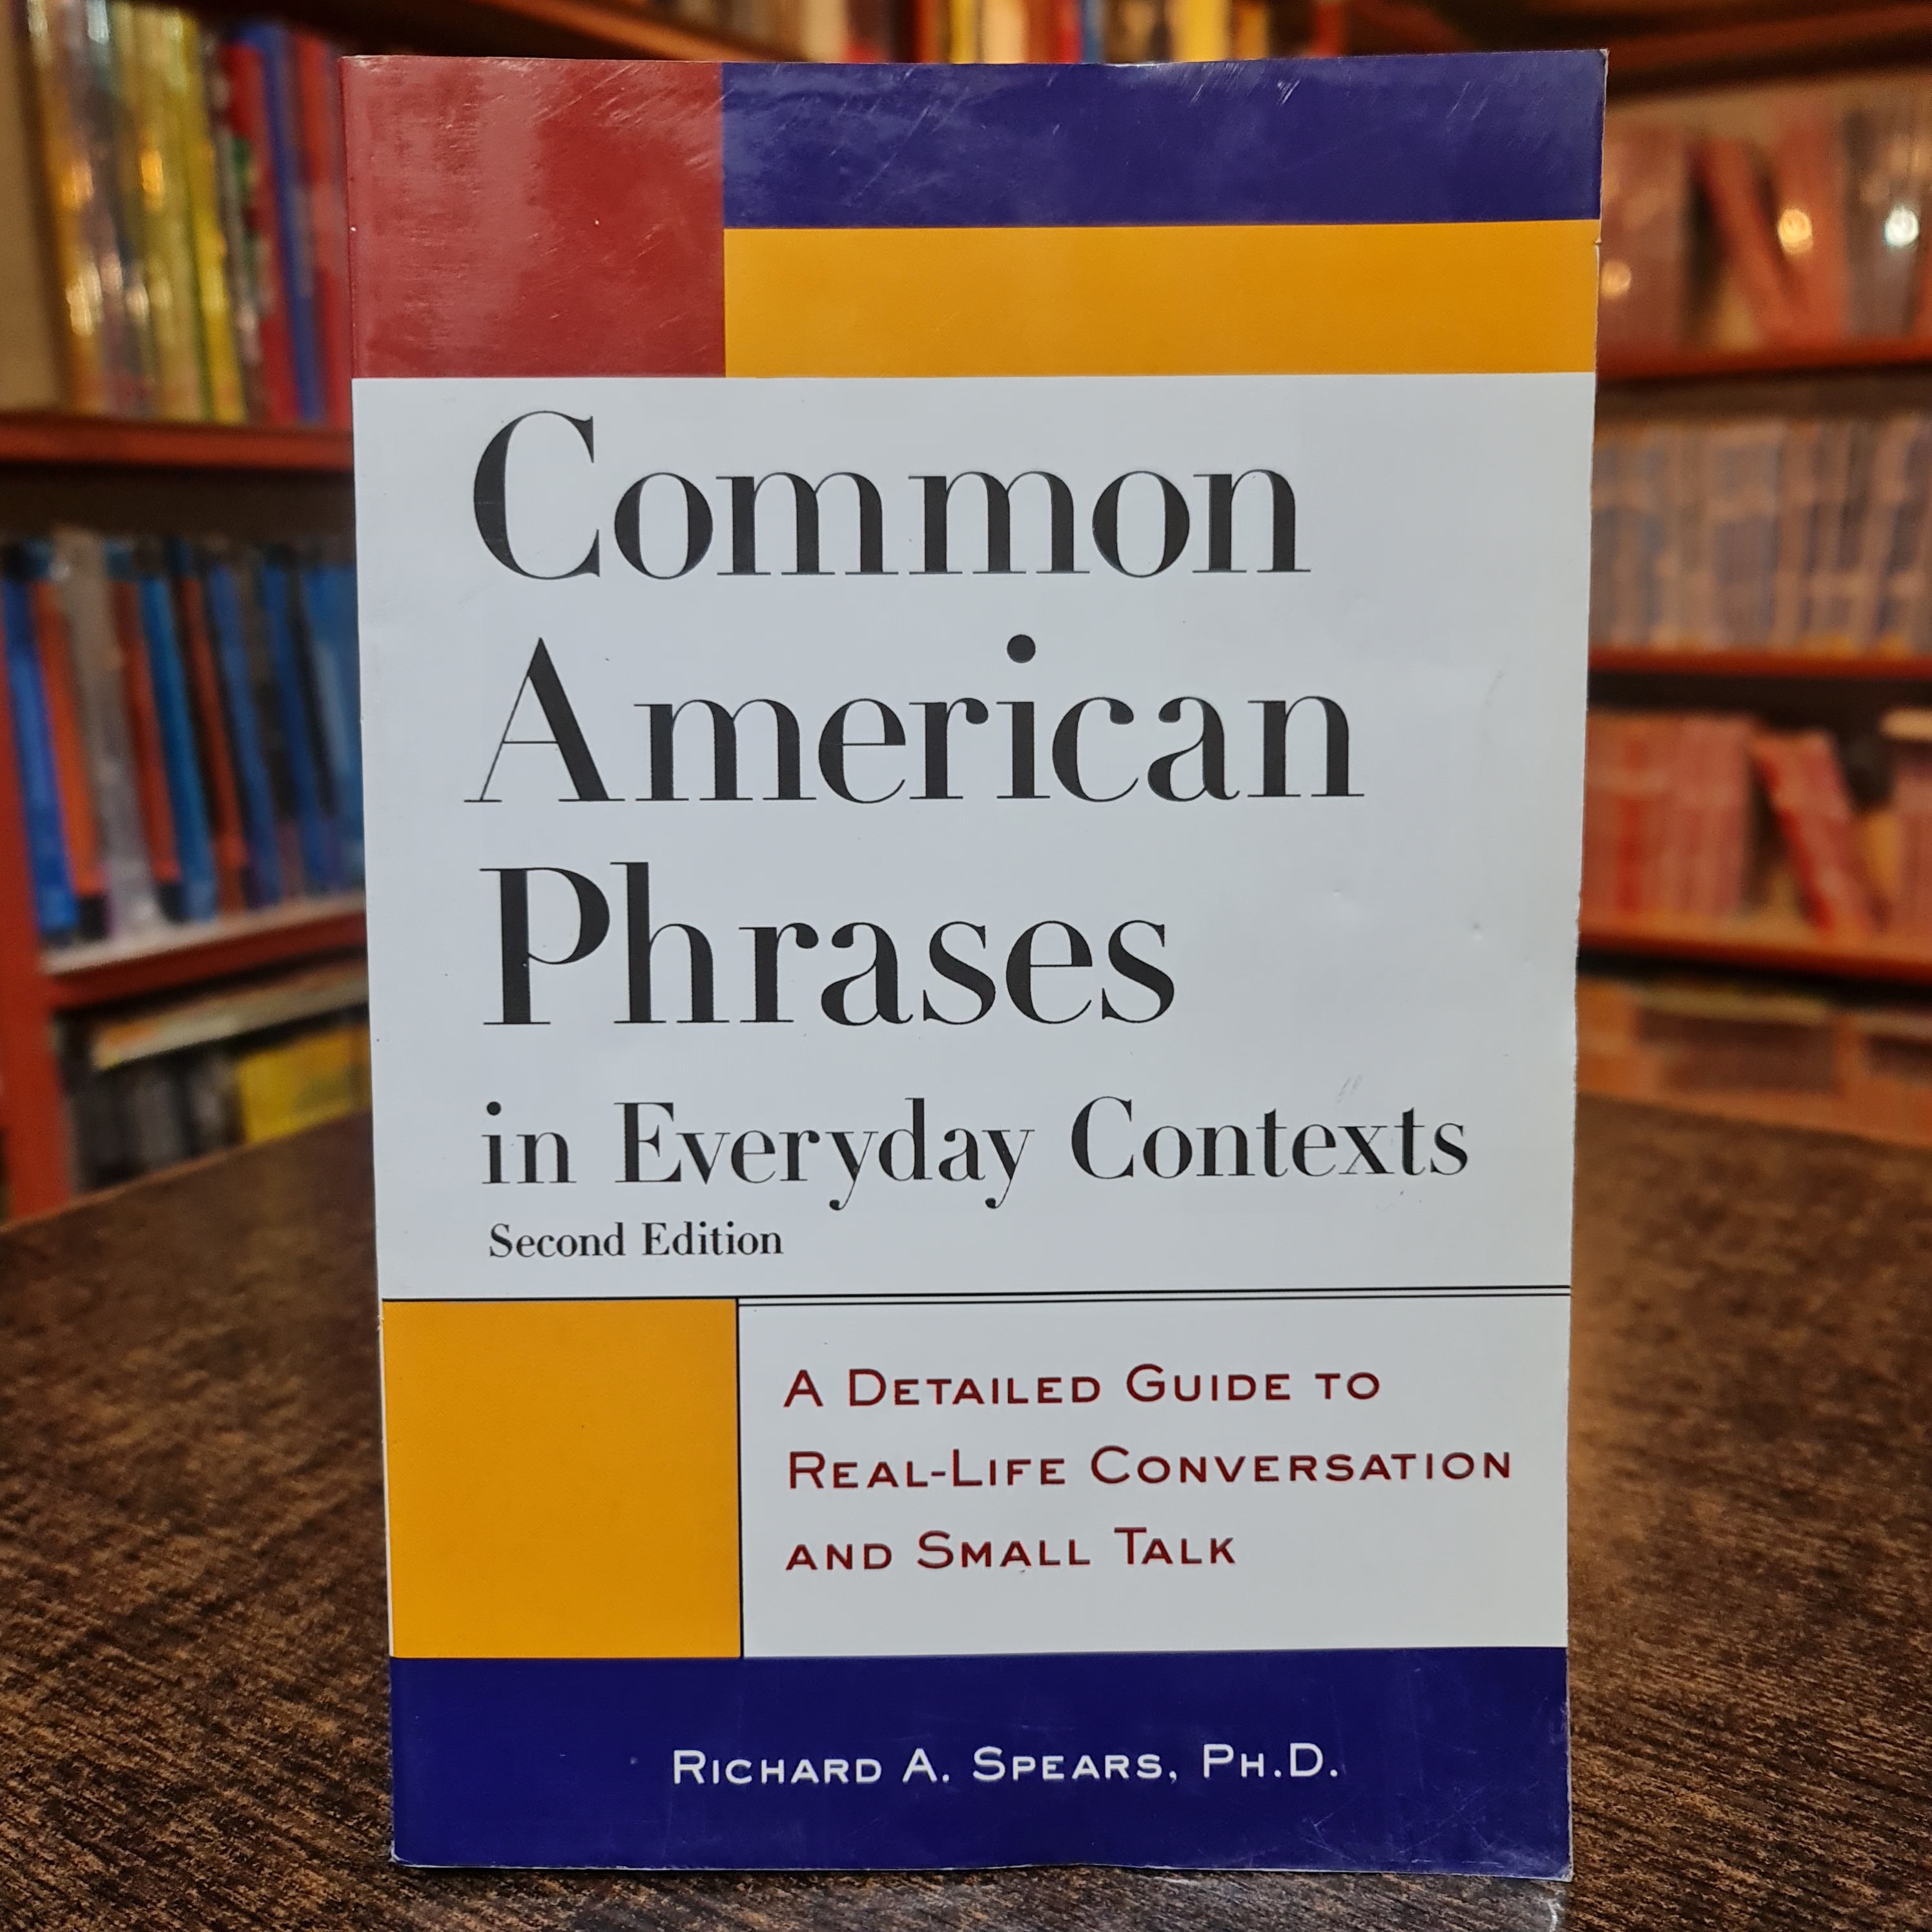 Common
American
Phrases
in Everyday Contexts
Second Edition
A Detailed Guide to
Real-Life Conversation
and Small Talk
Richard A. Spears, Ph.D.